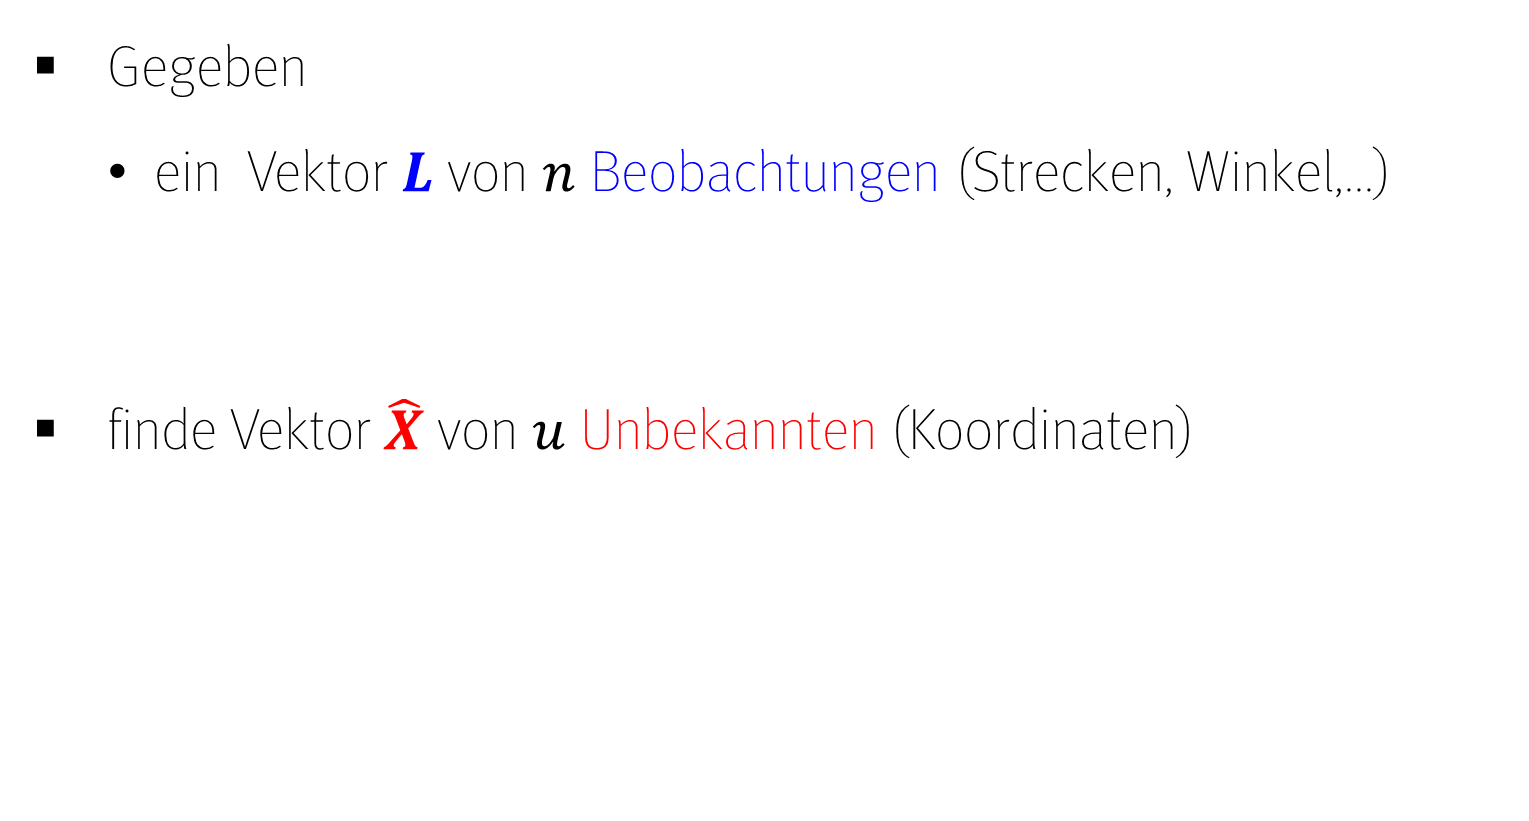 ▪ Gegeben
• ein Vektor L von n Beobachtungen (Strecken, Winkel,...)
▪ finde Vektor X̂ von u Unbekannten (Koordinaten)